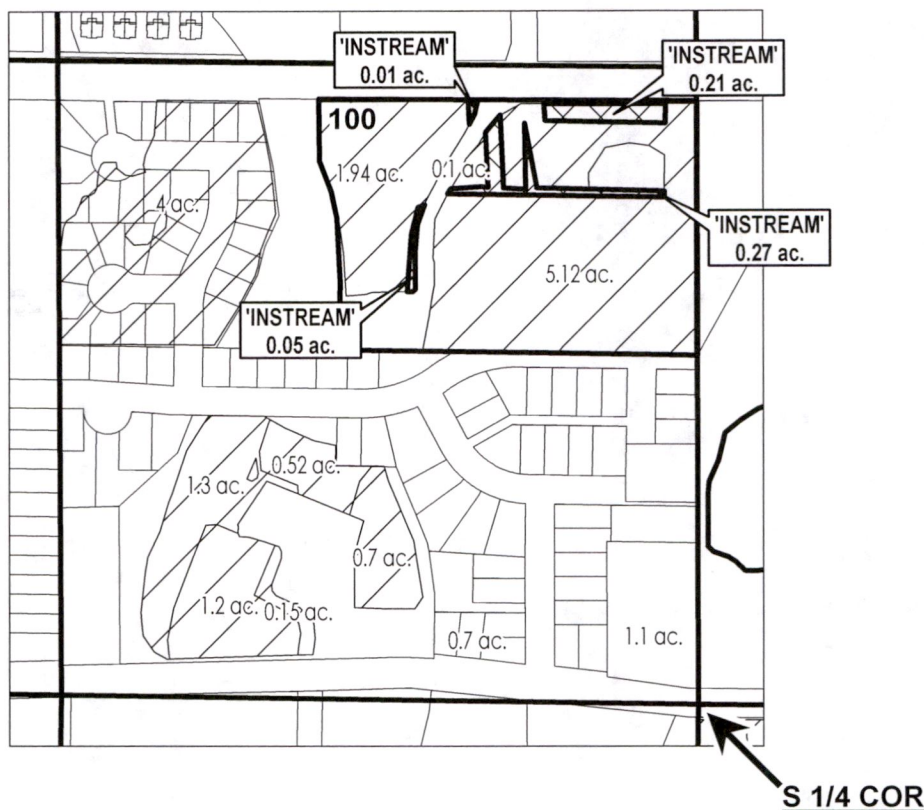 'INSTREAM'
0.01 ac.
'INSTREAM'
0.21 ac.
100
1.94 ac.
0.1 ac.
4 ac.
'INSTREAM'
0.27 ac.
5.12 ac.
'INSTREAM'
0.05 ac.
0.52 ac.
1.3 ac.
0.7 ac.
1.2 ac.
0.15 ac.
0.7 ac.
1.1 ac.
S 1/4 COR